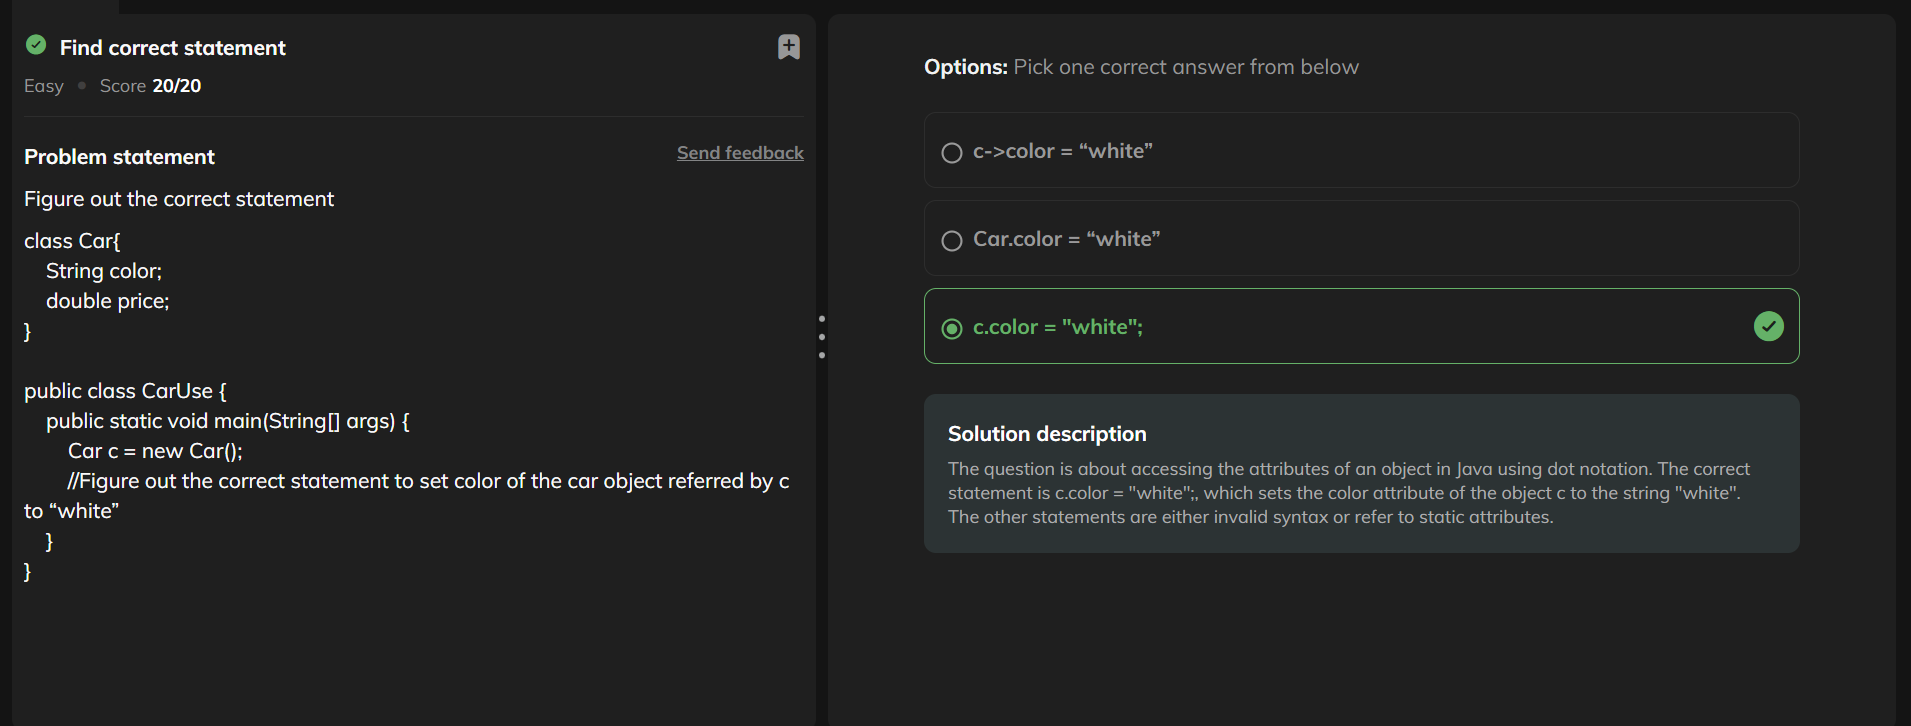 Find correct statement
Easy • Score 20/20
Problem statement
Send feedback
Figure out the correct statement
class Car{
    String color;
    double price;
}
public class CarUse {
    public static void main(String[] args) {
        Car c = new Car();
        //Figure out the correct statement to set color of the car object referred by c
to “white”
    }
}
Options: Pick one correct answer from below
c->color = “white”
Car.color = “white”
c.color = "white";
Solution description
The question is about accessing the attributes of an object in Java using dot notation. The correct
statement is c.color = "white";, which sets the color attribute of the object c to the string "white".
The other statements are either invalid syntax or refer to static attributes.